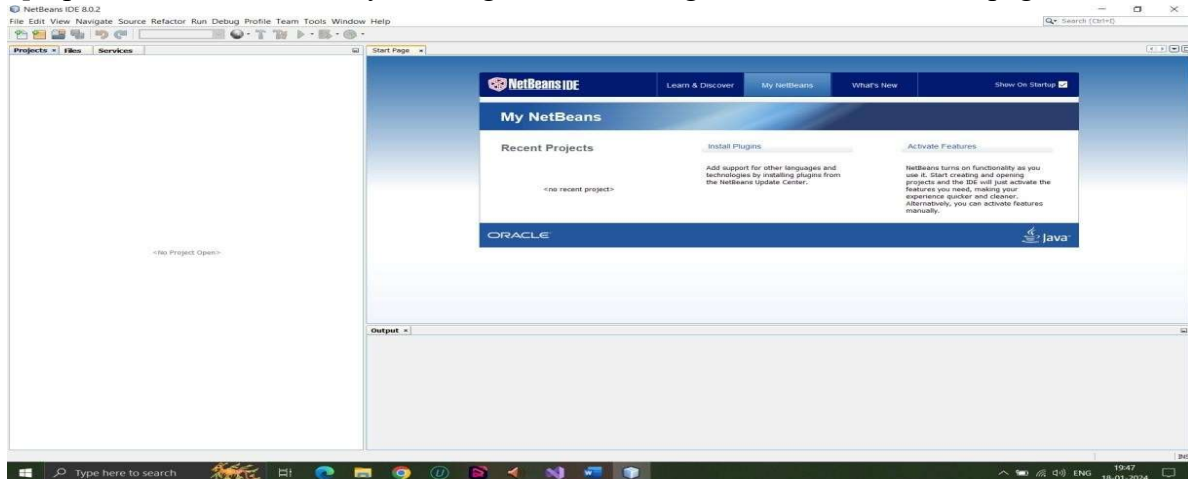 NetBeans IDE 8.0.2
File Edit View Navigate Source Refactor Run Debug Profile Team Tools Window Help
Search (Ctrl+I)
Projects Files Services
Start Page
NetBeans IDE
Learn & Discover
My NetBeans
What's New
Show On Startup
My NetBeans
Recent Projects
<no recent project>
Install Plugins
Add support for other languages and
technologies by installing plugins from
the NetBeans Update Center.
Activate Features
NetBeans turns on functionality as you
use it. Start creating and opening
projects and the IDE will just activate the
features you need, making your
experience quicker and cleaner.
Alternatively, you can activate features
manually.
ORACLE
Java
<No Project Open>
Output
Type here to search
ENG
19:47
18-01-2024